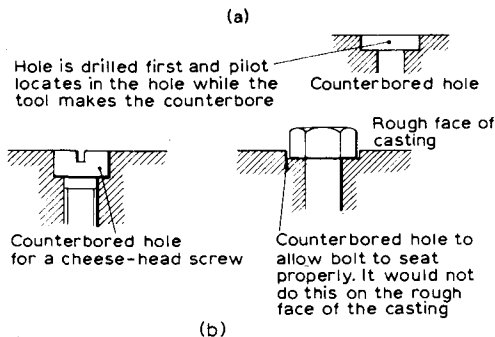 (a)
Hole is drilled first and pilot
locates in the hole while the
tool makes the counterbore
Counterbored hole
Rough face of
casting
Counterbored hole
for a cheese-head screw
Counterbored hole to
allow bolt to seat
properly. It would not
do this on the rough
face of the casting
(b)